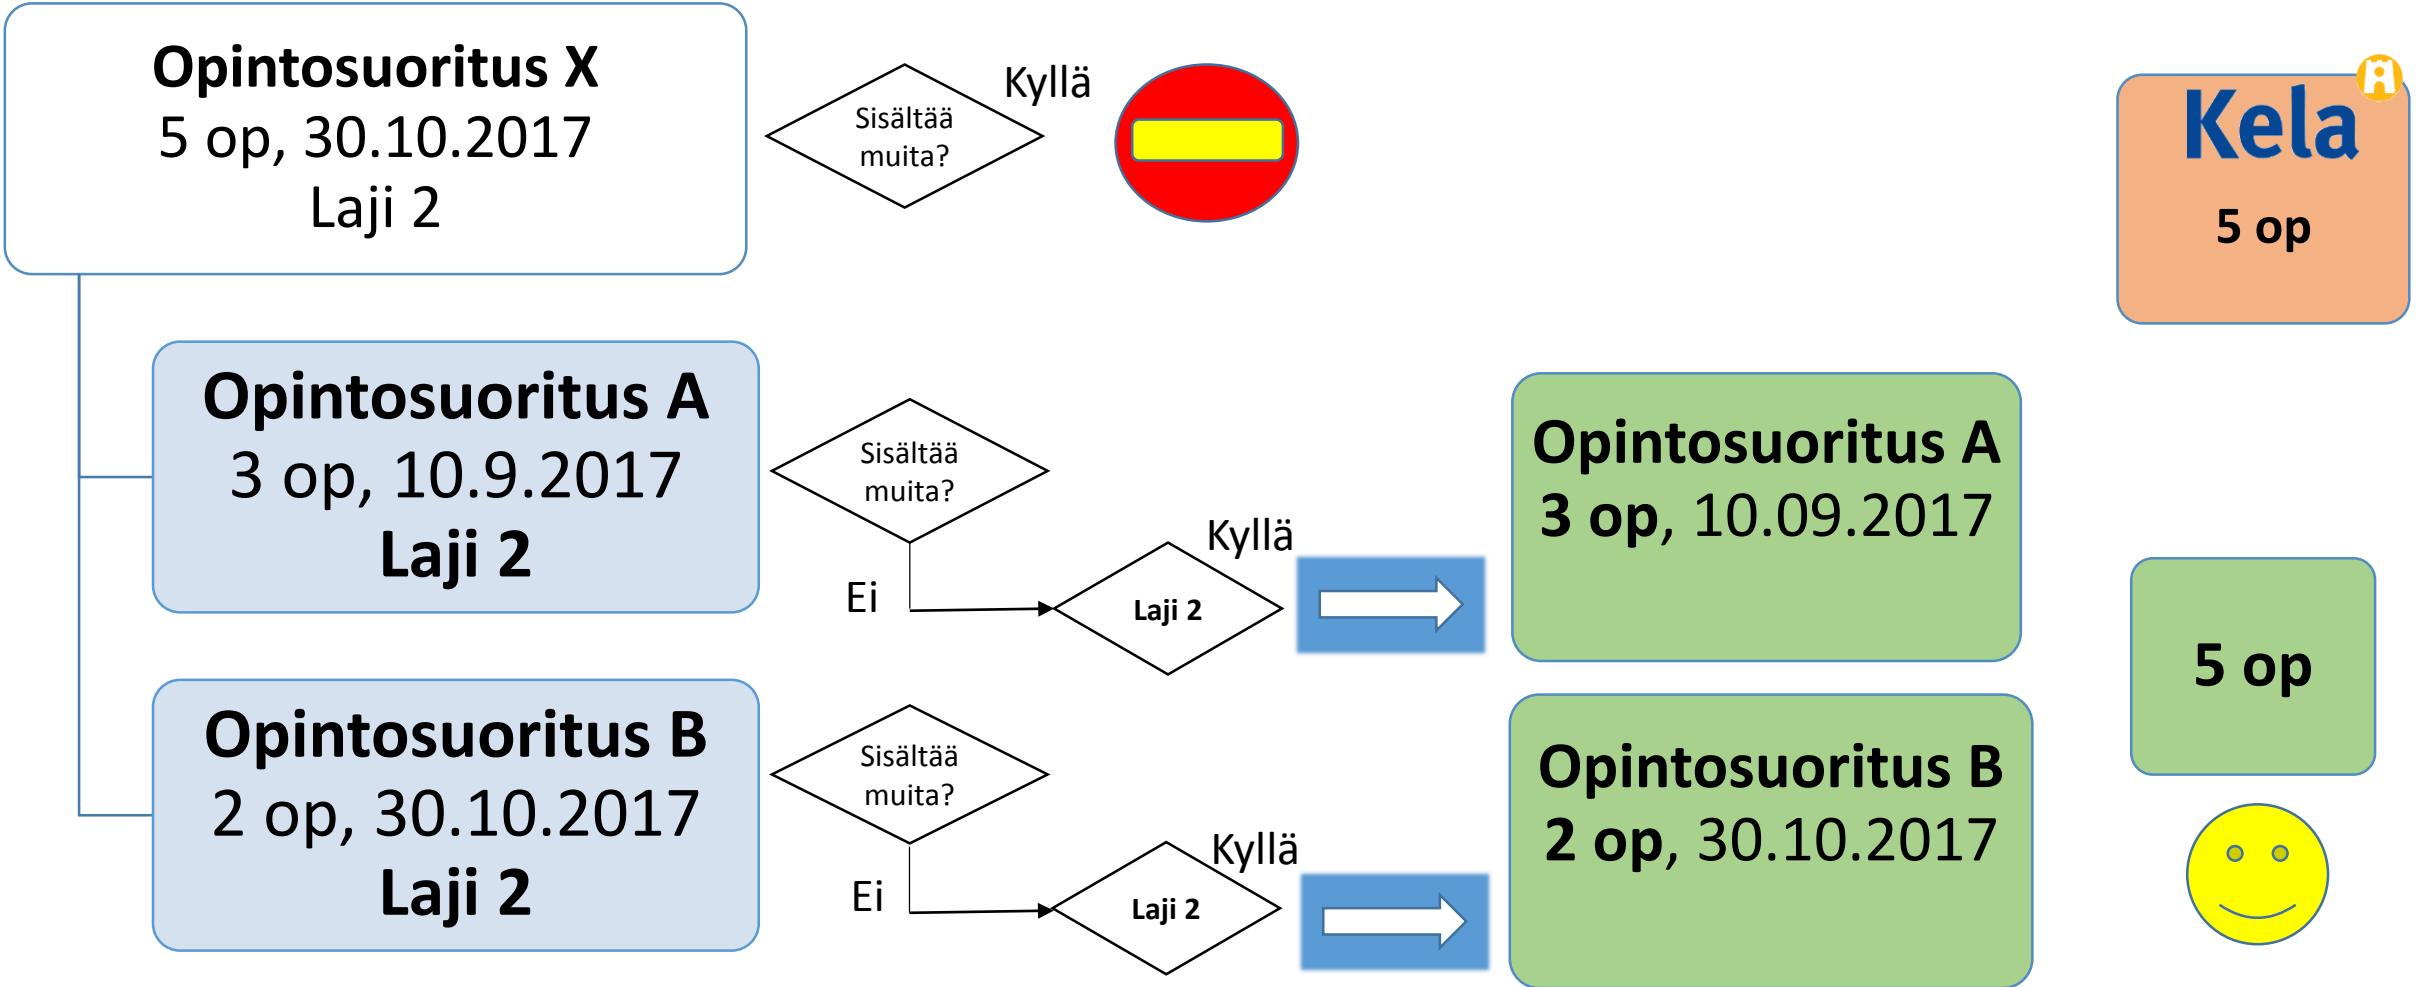 Opintosuoritus X
5 op, 30.10.2017
Laji 2
Sisältää
muita?
Kyllä
Kela
5 op
Opintosuoritus A
3 op, 10.9.2017
Laji 2
Sisältää
muita?
Ei
Laji 2
Kyllä
Opintosuoritus A
3 op, 10.09.2017
5 op
Opintosuoritus B
2 op, 30.10.2017
Laji 2
Sisältää
muita?
Ei
Laji 2
Kyllä
Opintosuoritus B
2 op, 30.10.2017